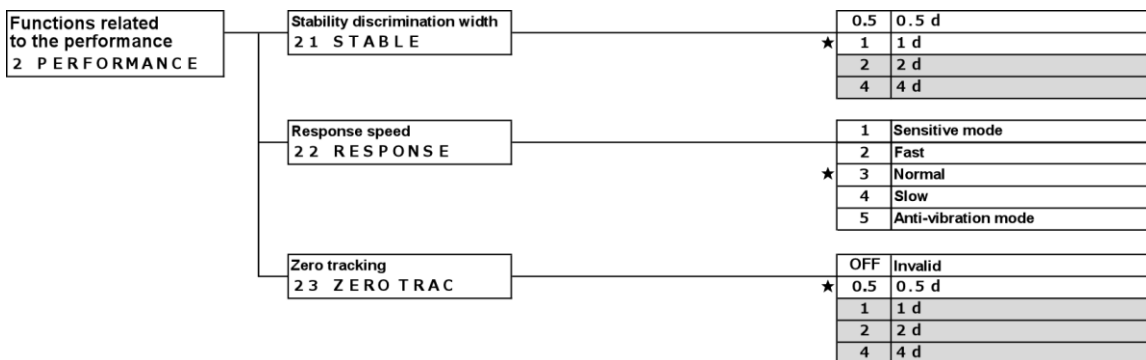 Functions related
to the performance
2 PERFORMANCE
Stability discrimination width
21 STABLE
0.5 0.5 d
★ 1 1 d
2 2 d
4 4 d
Response speed
22 RESPONSE
1 Sensitive mode
2 Fast
★ 3 Normal
4 Slow
5 Anti-vibration mode
Zero tracking
23 ZERO TRAC
OFF Invalid
★ 0.5 0.5 d
1 1 d
2 2 d
4 4 d